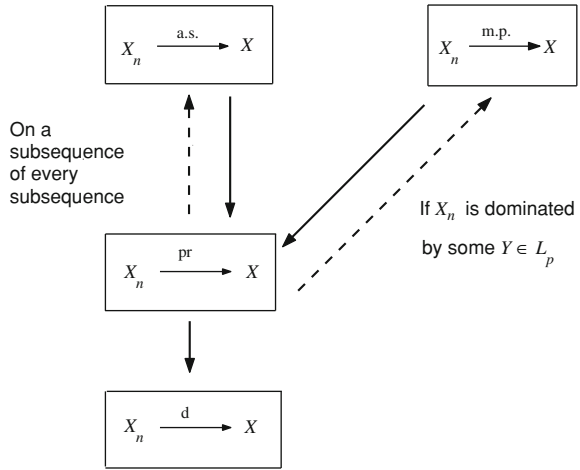 a.s.
X_n → X
m.p.
X_n → X
On a
subsequence
of every
subsequence
If X_n is dominated
by some Y ∈ L_p
pr
X_n → X
d
X_n → X